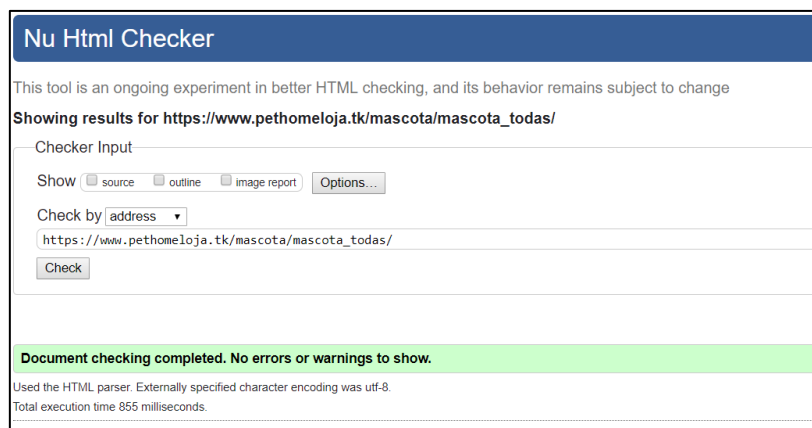 Nu Html Checker
This tool is an ongoing experiment in better HTML checking, and its behavior remains subject to change
Showing results for https://www.pethomeloja.tk/mascota/mascota_todas/
Checker Input
Show source outline image report Options...
Check by address
https://www.pethomeloja.tk/mascota/mascota_todas/
Check
Document checking completed. No errors or warnings to show.
Used the HTML parser. Externally specified character encoding was utf-8.
Total execution time 855 milliseconds.